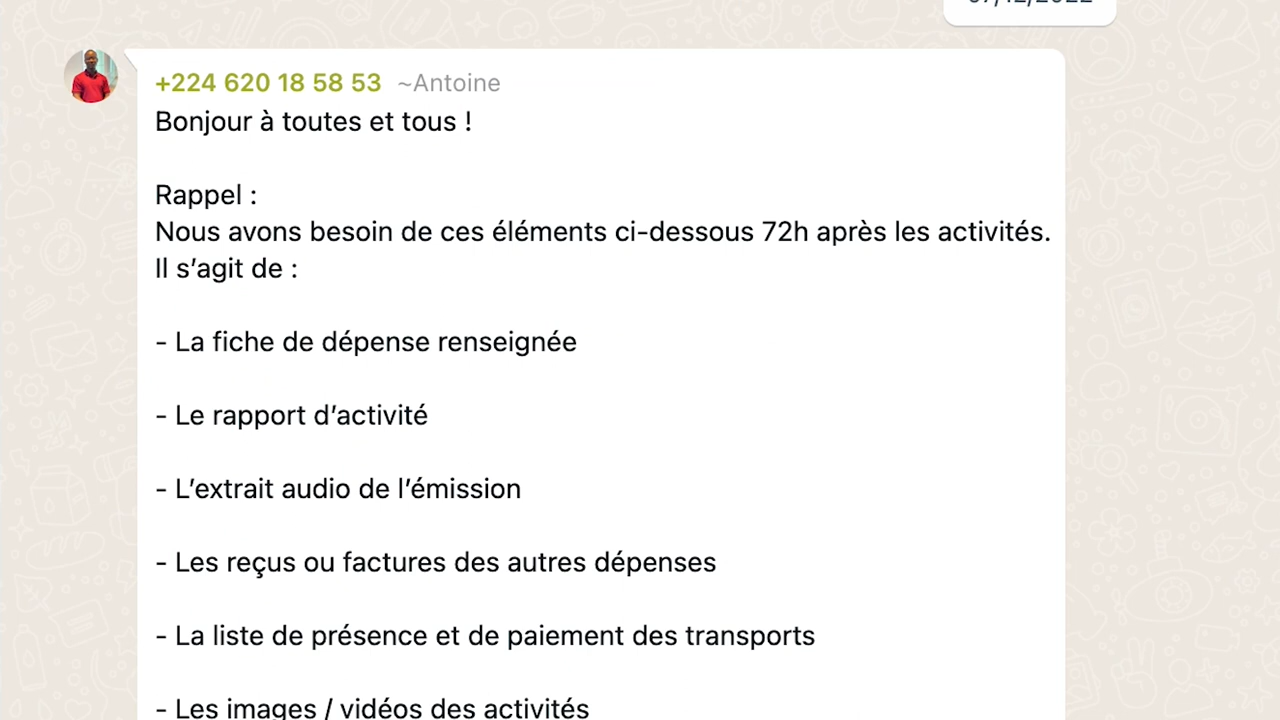 07/12/2022
+224 620 18 58 53 ~Antoine
Bonjour à toutes et tous !
Rappel :
Nous avons besoin de ces éléments ci-dessous 72h après les activités.
Il s’agit de :
- La fiche de dépense renseignée
- Le rapport d’activité
- L’extrait audio de l’émission
- Les reçus ou factures des autres dépenses
- La liste de présence et de paiement des transports
- Les images / vidéos des activités